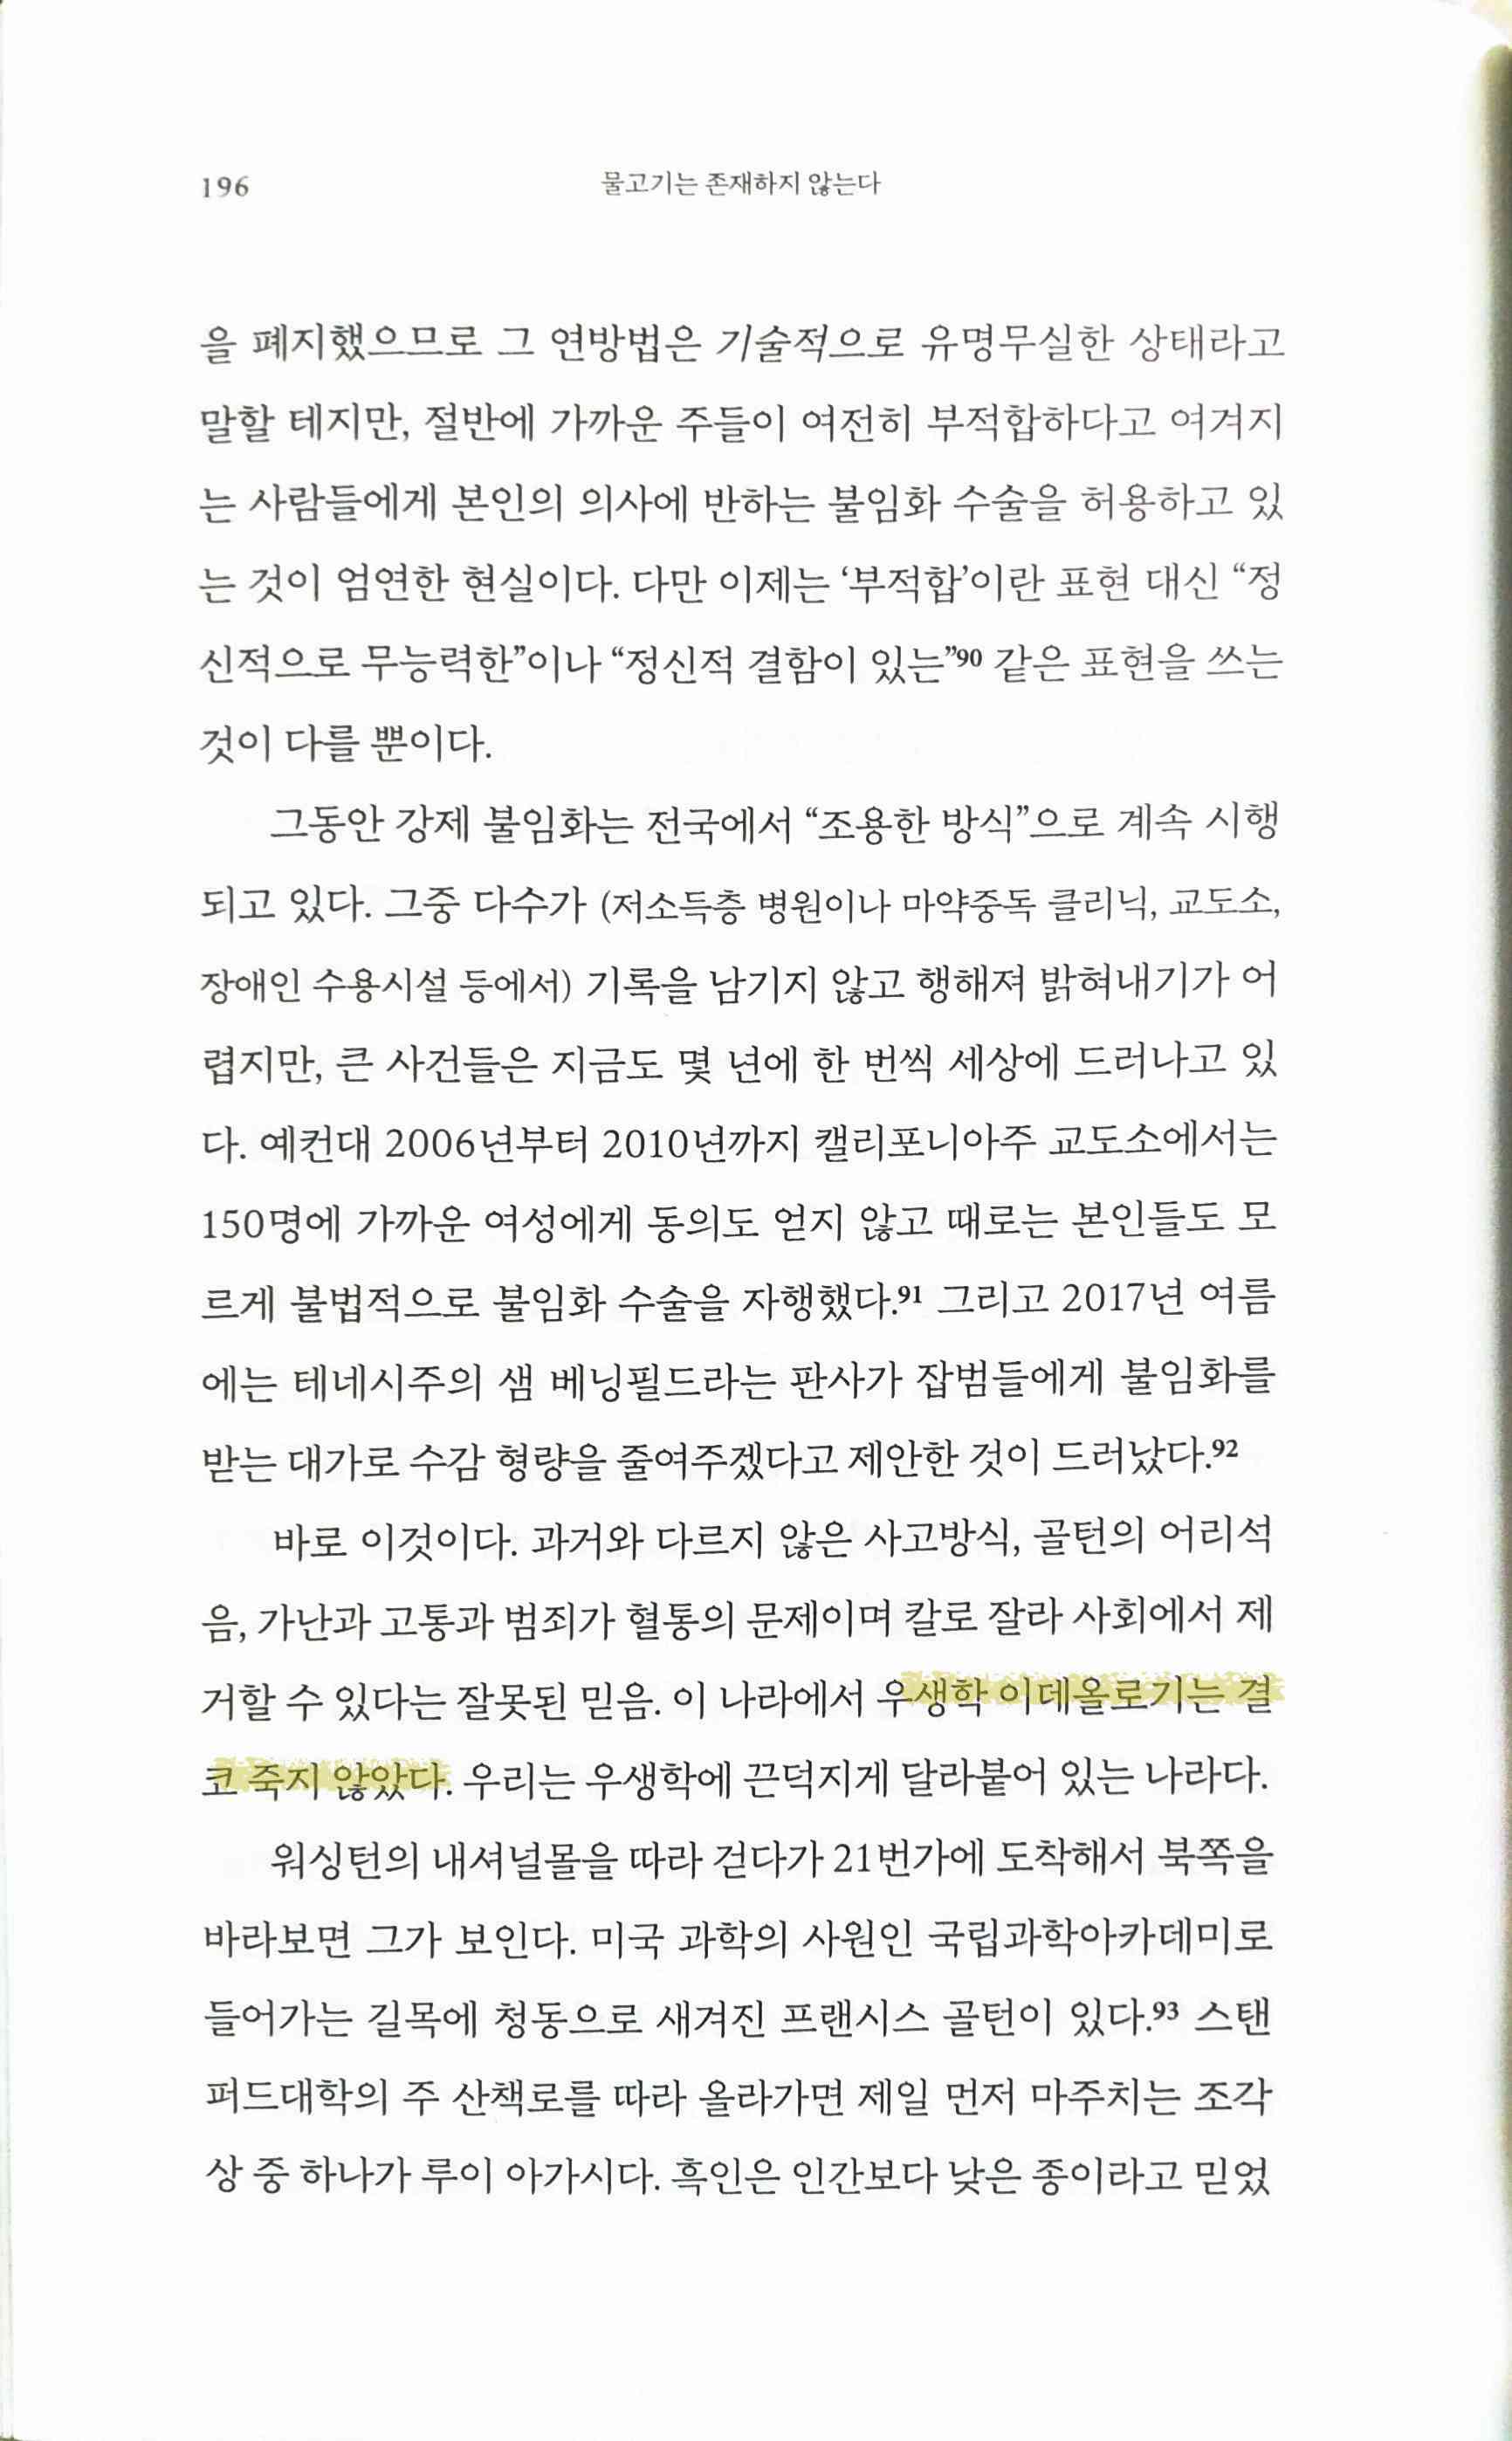 196
물고기는 존재하지 않는다
을 폐지했으므로 그 연방법은 기술적으로 유명무실한 상태라고
말할 테지만, 절반에 가까운 주들이 여전히 부적합하다고 여겨지
는 사람들에게 본인의 의사에 반하는 불임화 수술을 허용하고 있
는 것이 엄연한 현실이다. 다만 이제는 ‘부적합’이란 표현 대신 “정
신적으로 무능력한”이나 “정신적 결함이 있는”90 같은 표현을 쓰는
것이 다를 뿐이다.
그동안 강제 불임화는 전국에서 “조용한 방식”으로 계속 시행
되고 있다. 그중 다수가 (저소득층 병원이나 마약중독 클리닉, 교도소,
장애인 수용시설 등에서) 기록을 남기지 않고 행해져 밝혀내기가 어
렵지만, 큰 사건들은 지금도 몇 년에 한 번씩 세상에 드러나고 있
다. 예컨대 2006년부터 2010년까지 캘리포니아주 교도소에서는
150명에 가까운 여성에게 동의도 얻지 않고 때로는 본인들도 모
르게 불법적으로 불임화 수술을 자행했다.91 그리고 2017년 여름
에는 테네시주의 샘 베닝필드라는 판사가 잡범들에게 불임화를
받는 대가로 수감 형량을 줄여주겠다고 제안한 것이 드러났다.92
바로 이것이다. 과거와 다르지 않은 사고방식, 골턴의 어리석
음, 가난과 고통과 범죄가 혈통의 문제이며 칼로 잘라 사회에서 제
거할 수 있다는 잘못된 믿음. 이 나라에서 우생학 이데올로기는 결
코 죽지 않았다. 우리는 우생학에 끈덕지게 달라붙어 있는 나라다.
워싱턴의 내셔널몰을 따라 걷다가 21번가에 도착해서 북쪽을
바라보면 그가 보인다. 미국 과학의 사원인 국립과학아카데미로
들어가는 길목에 청동으로 새겨진 프랜시스 골턴이 있다.93 스탠
퍼드대학의 주 산책로를 따라 올라가면 제일 먼저 마주치는 조각
상 중 하나가 루이 아가시다. 흑인은 인간보다 낮은 종이라고 믿었